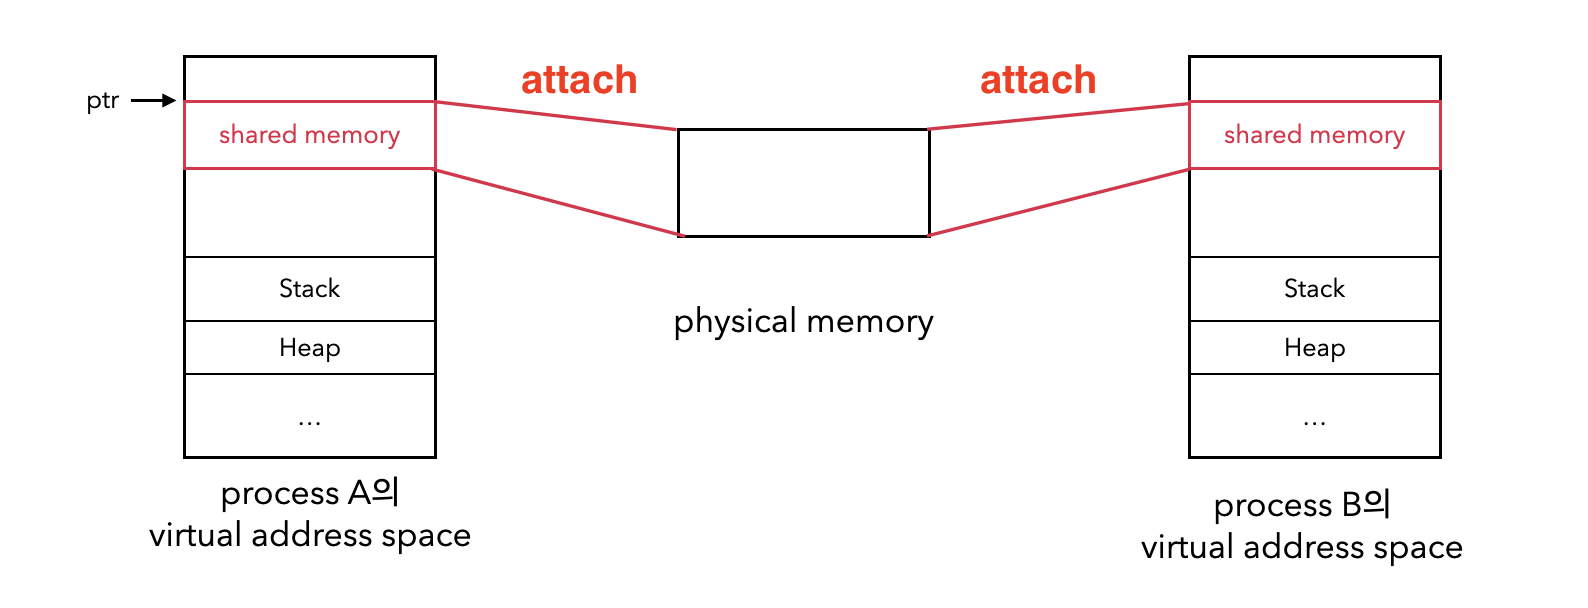 attach
attach
ptr
shared memory
shared memory
Stack
Stack
physical memory
Heap
Heap
...
...
process A의
virtual address space
process B의
virtual address space